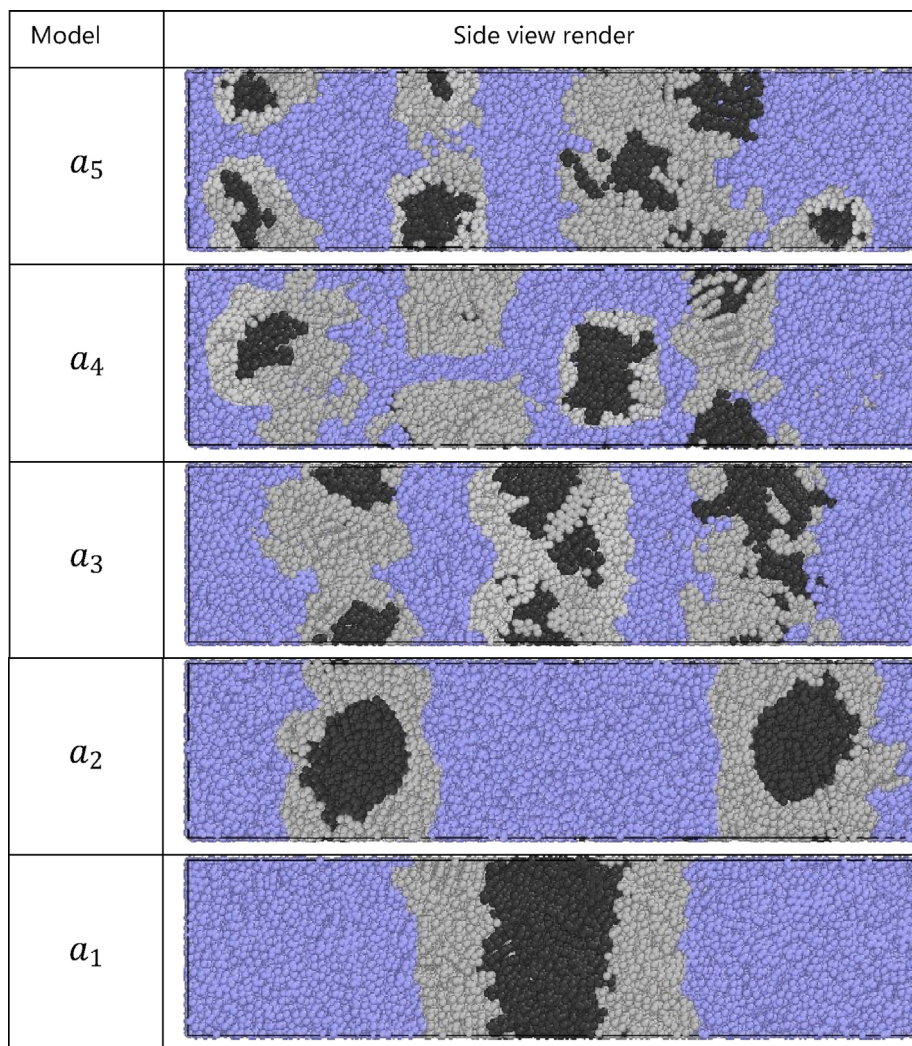 Model Side view render
a₅
a₄
a₃
a₂
a₁